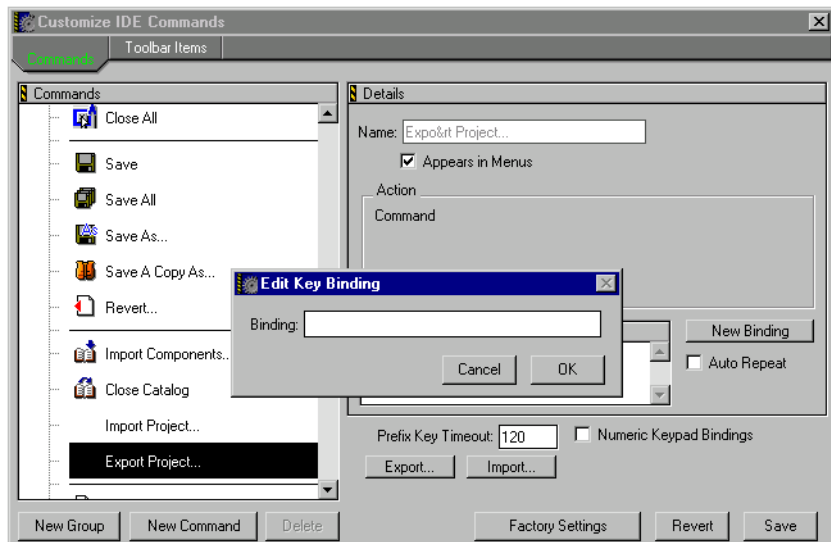 Customize IDE Commands
Commands
Toolbar Items
Commands
Close All
Save
Save All
Save As...
Save A Copy As...
Revert...
Import Components..
Close Catalog
Import Project...
Export Project...
New Group
New Command
Delete
Details
Name: Expo&rt Project...
Appears in Menus
Action
Command
Edit Key Binding
Binding:
Cancel
OK
New Binding
Auto Repeat
Prefix Key Timeout: 120
Numeric Keypad Bindings
Export...
Import...
Factory Settings
Revert
Save